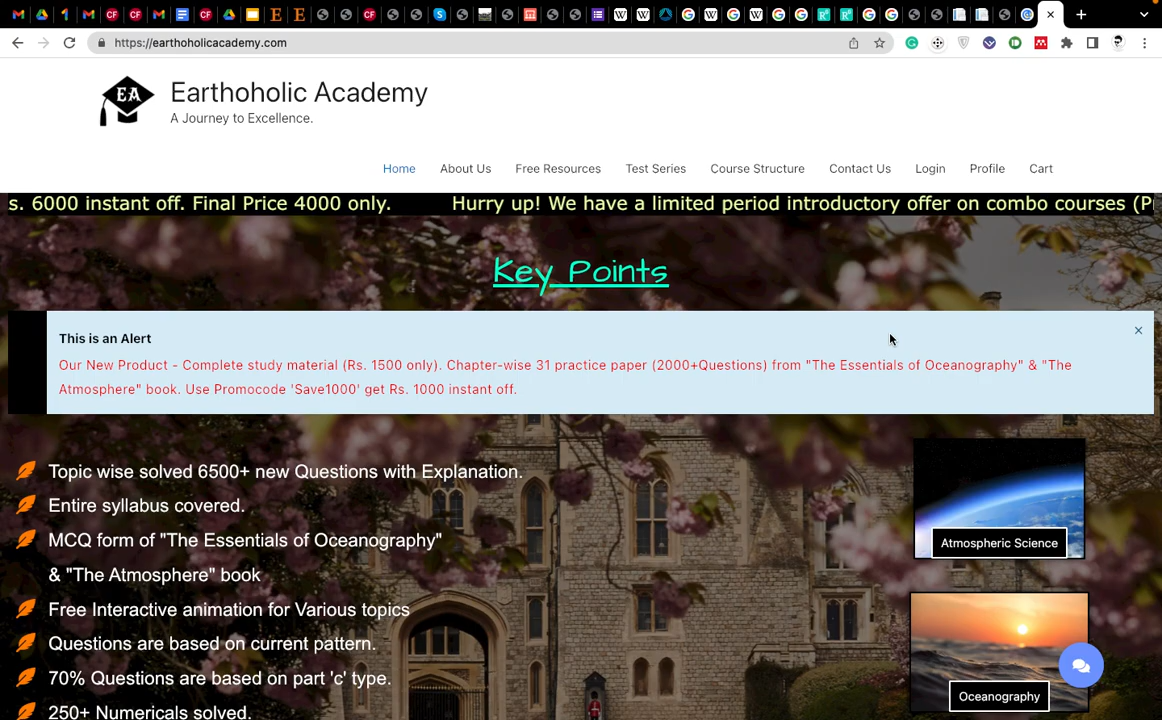 https://earthoholicacademy.com
EA
Earthoholic Academy
A Journey to Excellence.
Home About Us Free Resources Test Series Course Structure Contact Us Login Profile Cart
s. 6000 instant off. Final Price 4000 only. Hurry up! We have a limited period introductory offer on combo courses (P
Key Points
This is an Alert
×
Our New Product - Complete study material (Rs. 1500 only). Chapter-wise 31 practice paper (2000+Questions) from "The Essentials of Oceanography" & "The
Atmosphere" book. Use Promocode 'Save1000' get Rs. 1000 instant off.
Topic wise solved 6500+ new Questions with Explanation.
Entire syllabus covered.
MCQ form of "The Essentials of Oceanography"
& "The Atmosphere" book
Free Interactive animation for Various topics
Questions are based on current pattern.
70% Questions are based on part 'c' type.
250+ Numericals solved.
Atmospheric Science
Oceanography